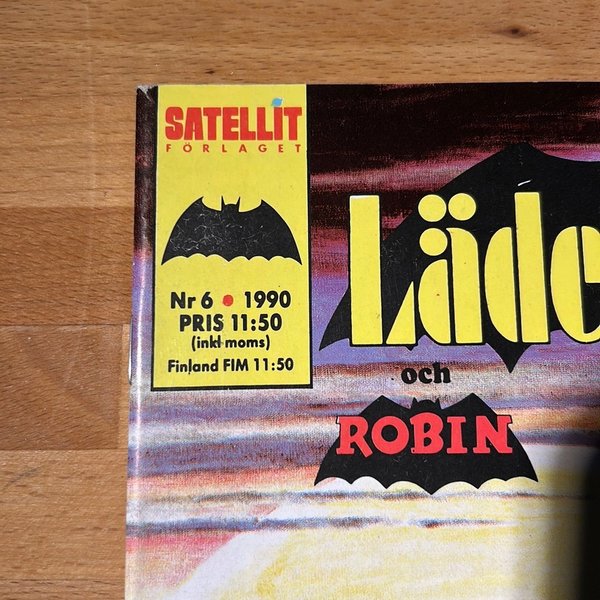 SATELLIT
FÖRLAGET
Nr 6 • 1990
PRIS 11:50
(inkl moms)
Finland FIM 11:50
Läde
och
ROBIN